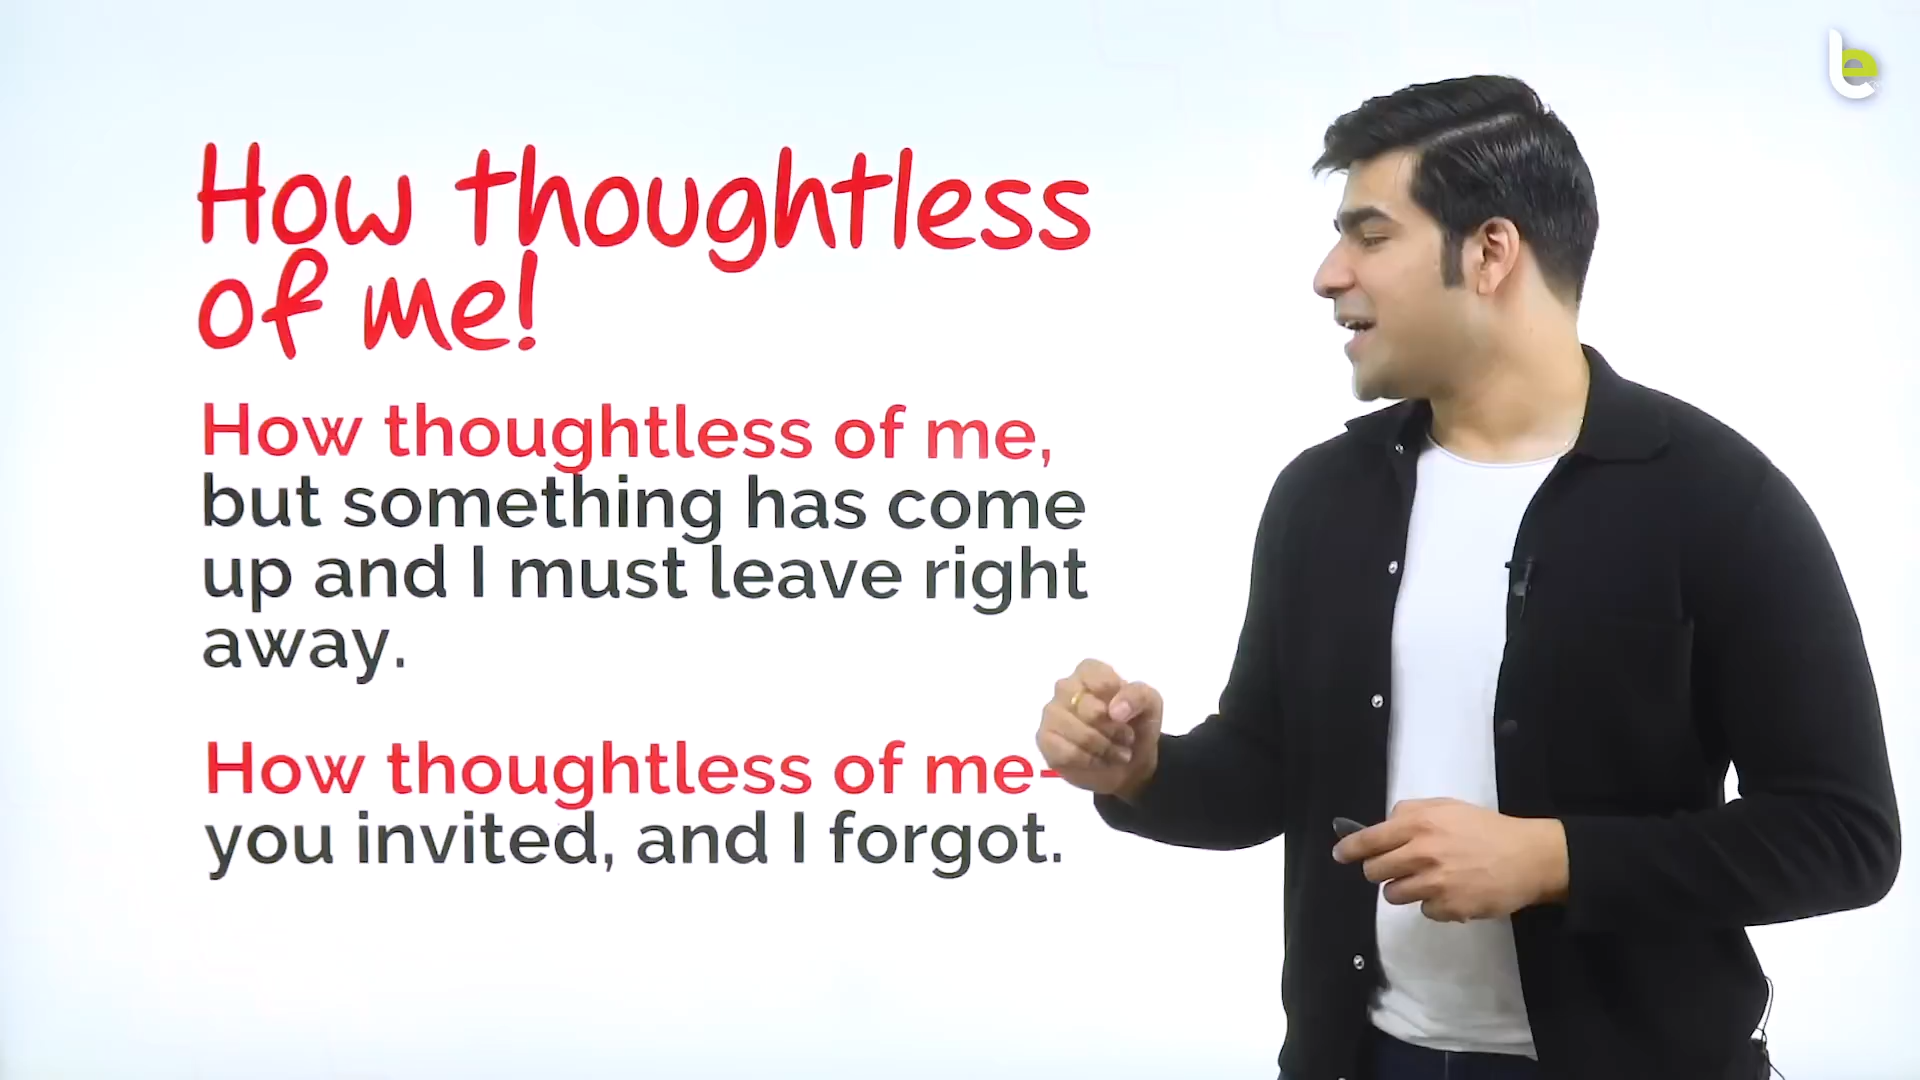 How thoughtless
of me!
How thoughtless of me,
but something has come
up and I must leave right
away.
How thoughtless of me-
you invited, and I forgot.